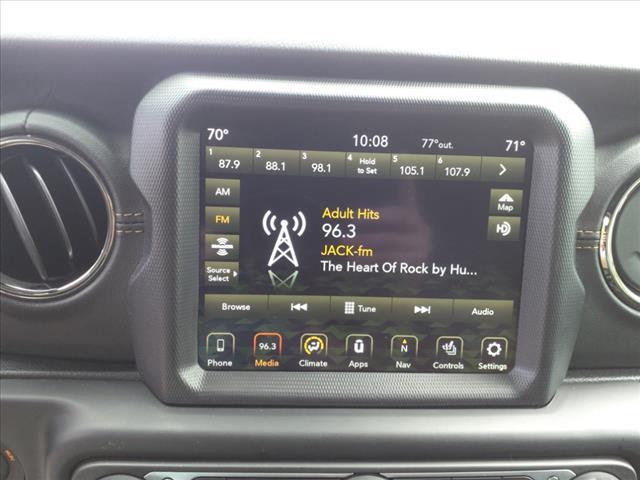 70° 10:08 77°out. 71°
1 87.9 2 88.1 3 98.1 4 Hold to Set 5 105.1 6 107.9
AM
FM
Source Select
Adult Hits
96.3
JACK-fm
The Heart Of Rock by Hu...
Map
HD
Browse Tune Audio
96.3 u N
Phone Media Climate Apps Nav Controls Settings